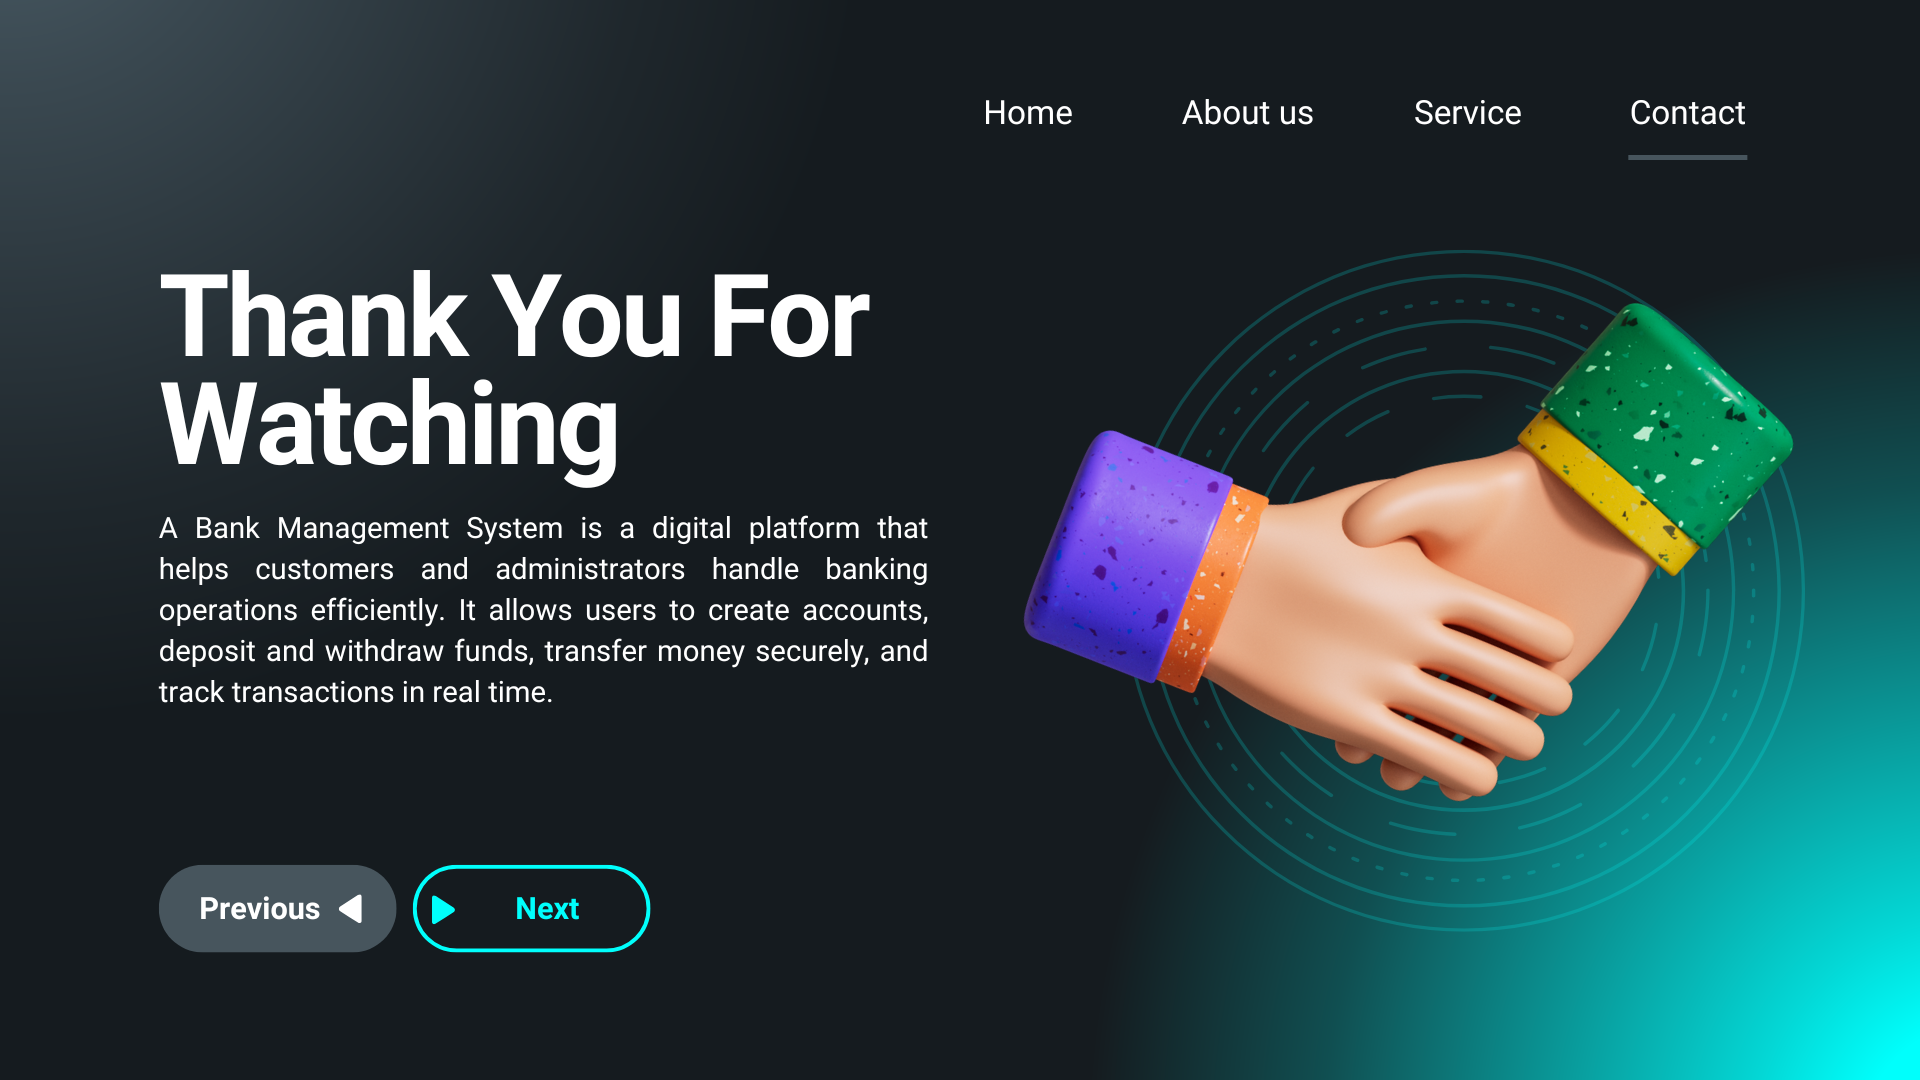 Home About us Service Contact
Thank You For
Watching
A Bank Management System is a digital platform that
helps customers and administrators handle banking
operations efficiently. It allows users to create accounts,
deposit and withdraw funds, transfer money securely, and
track transactions in real time.
Previous Next